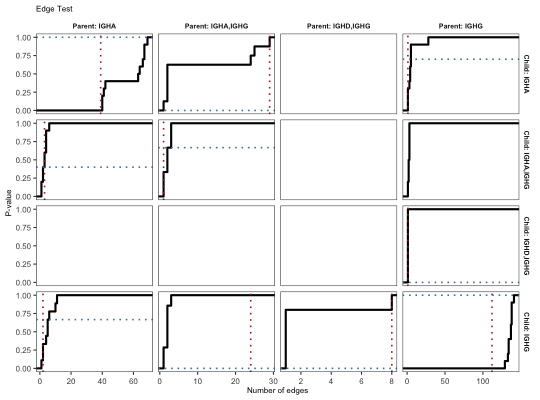 Edge Test
Parent: IGHA
Parent: IGHA,IGHG
Parent: IGHD,IGHG
Parent: IGHG
1.00
0.75
0.50
0.25
0.00
Child: IGHA
1.00
0.75
0.50
0.25
0.00
Child: IGHA,IGHG
P-value
1.00
0.75
0.50
0.25
0.00
Child: IGHD,IGHG
1.00
0.75
0.50
0.25
0.00
Child: IGHG
0 20 40 60
0 10 20 30
0 2 4 6 8
0 50 100
Number of edges